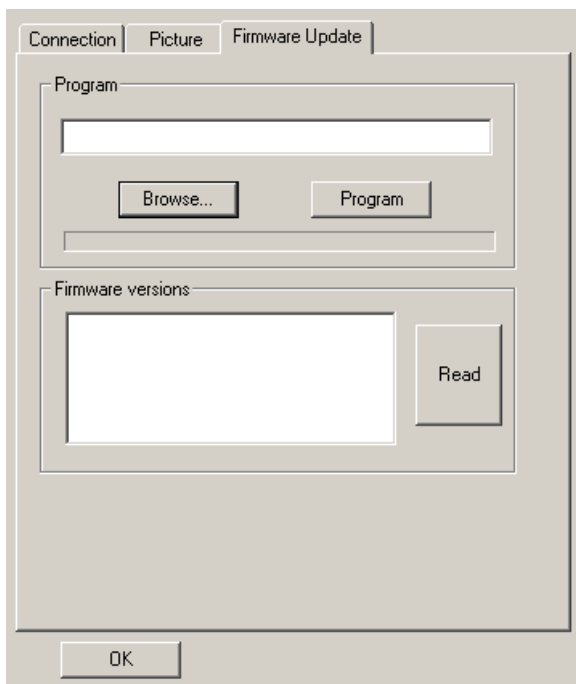 Connection Picture Firmware Update
Program
Browse... Program
Firmware versions
Read
OK